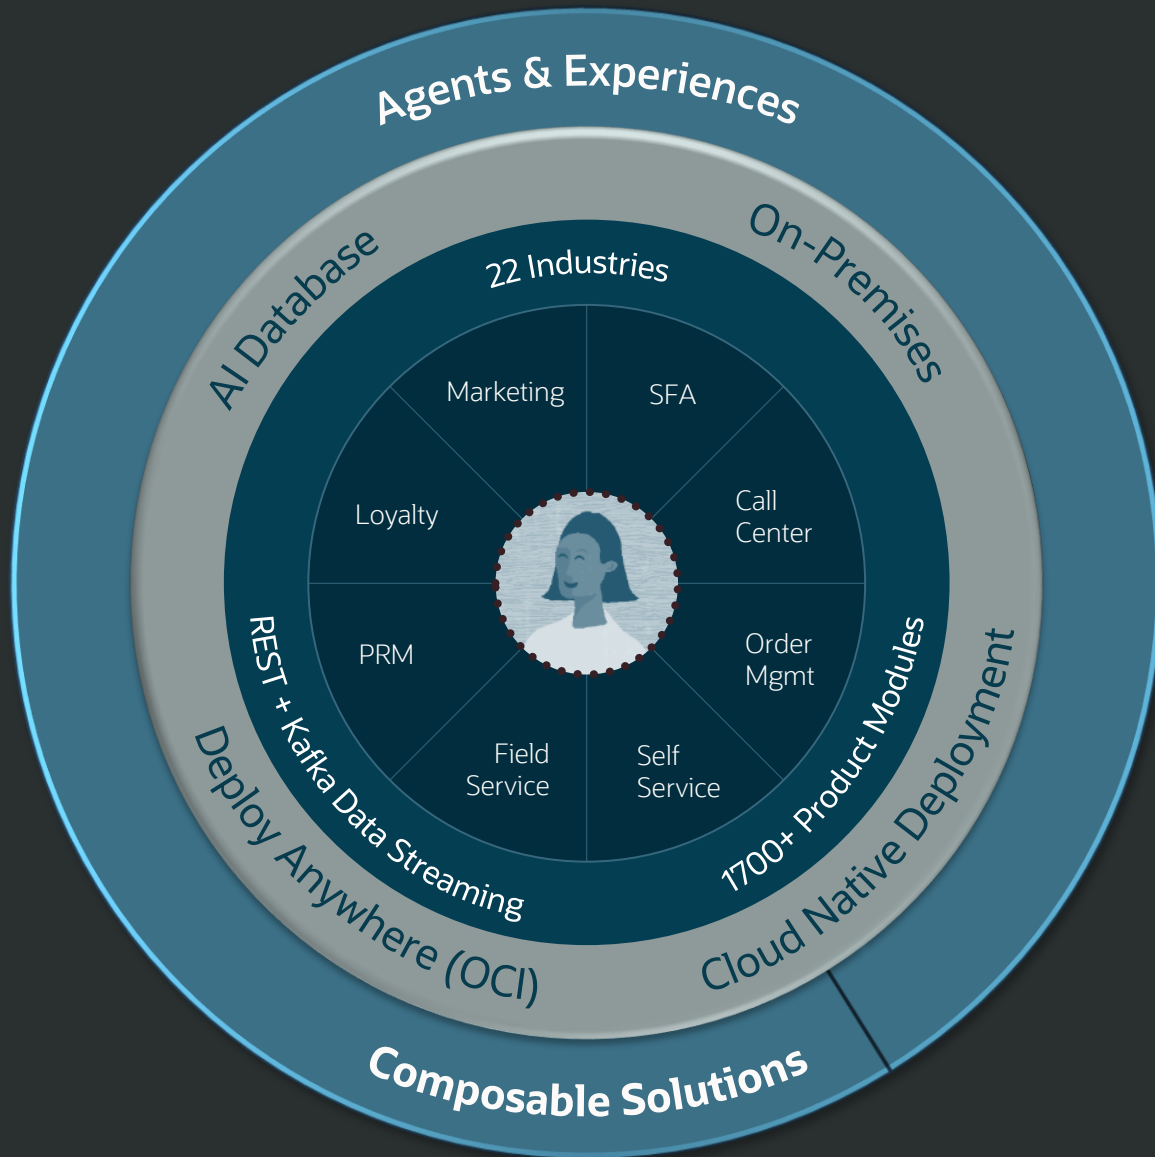 Agents & Experiences
AI Database
On-Premises
22 Industries
Marketing
SFA
Loyalty
Call
Center
PRM
Order
Mgmt
Field
Service
Self
Service
REST + Kafka Data Streaming
1700+ Product Modules
Deploy Anywhere (OCI)
Cloud Native Deployment
Composable Solutions